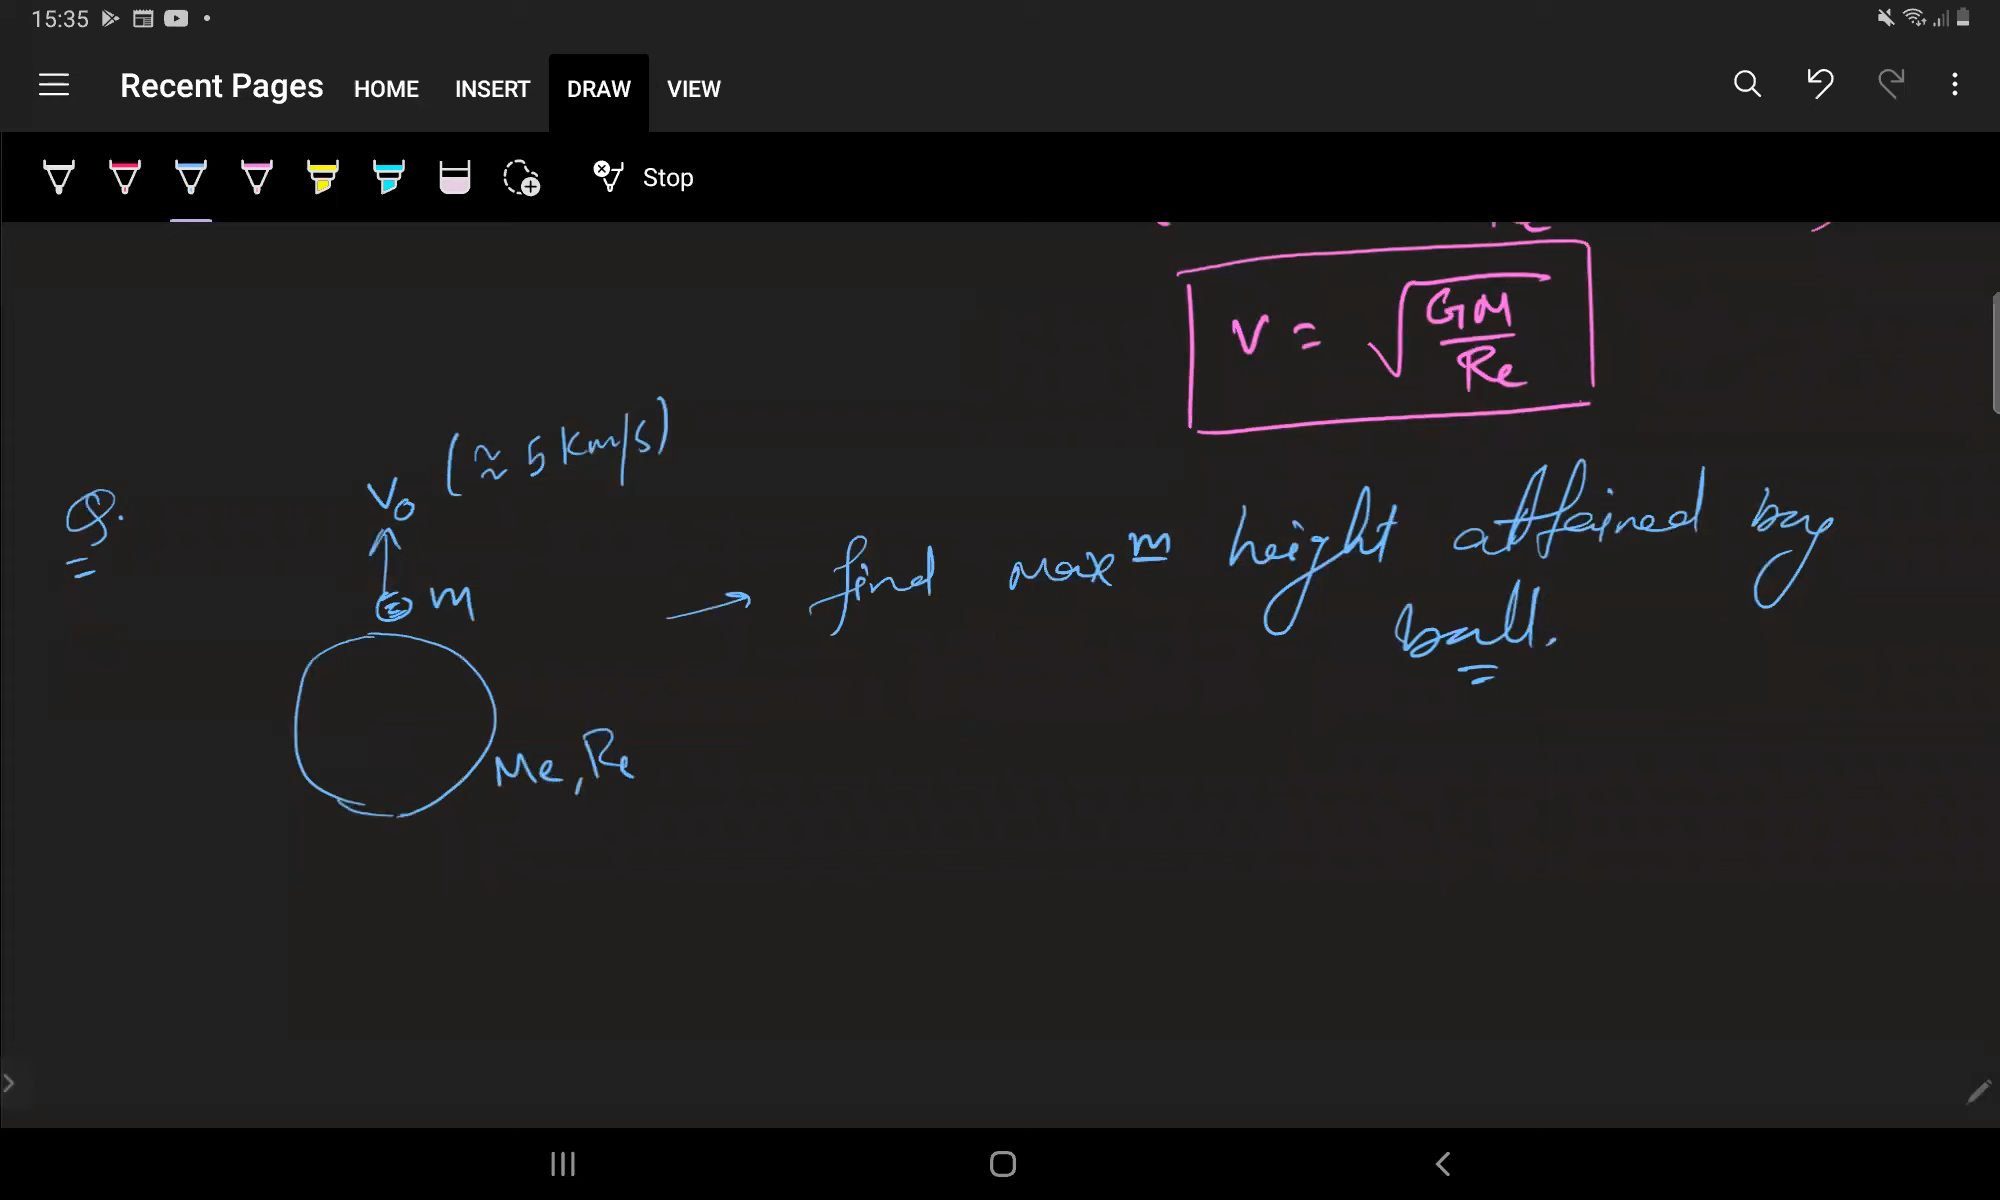 15:35
Recent Pages HOME INSERT DRAW VIEW
Stop
V = √GM/Re
Q. V₀ (≈ 5 Km/s)
m → find maxᵐ height attained by
ball.
Me, Re